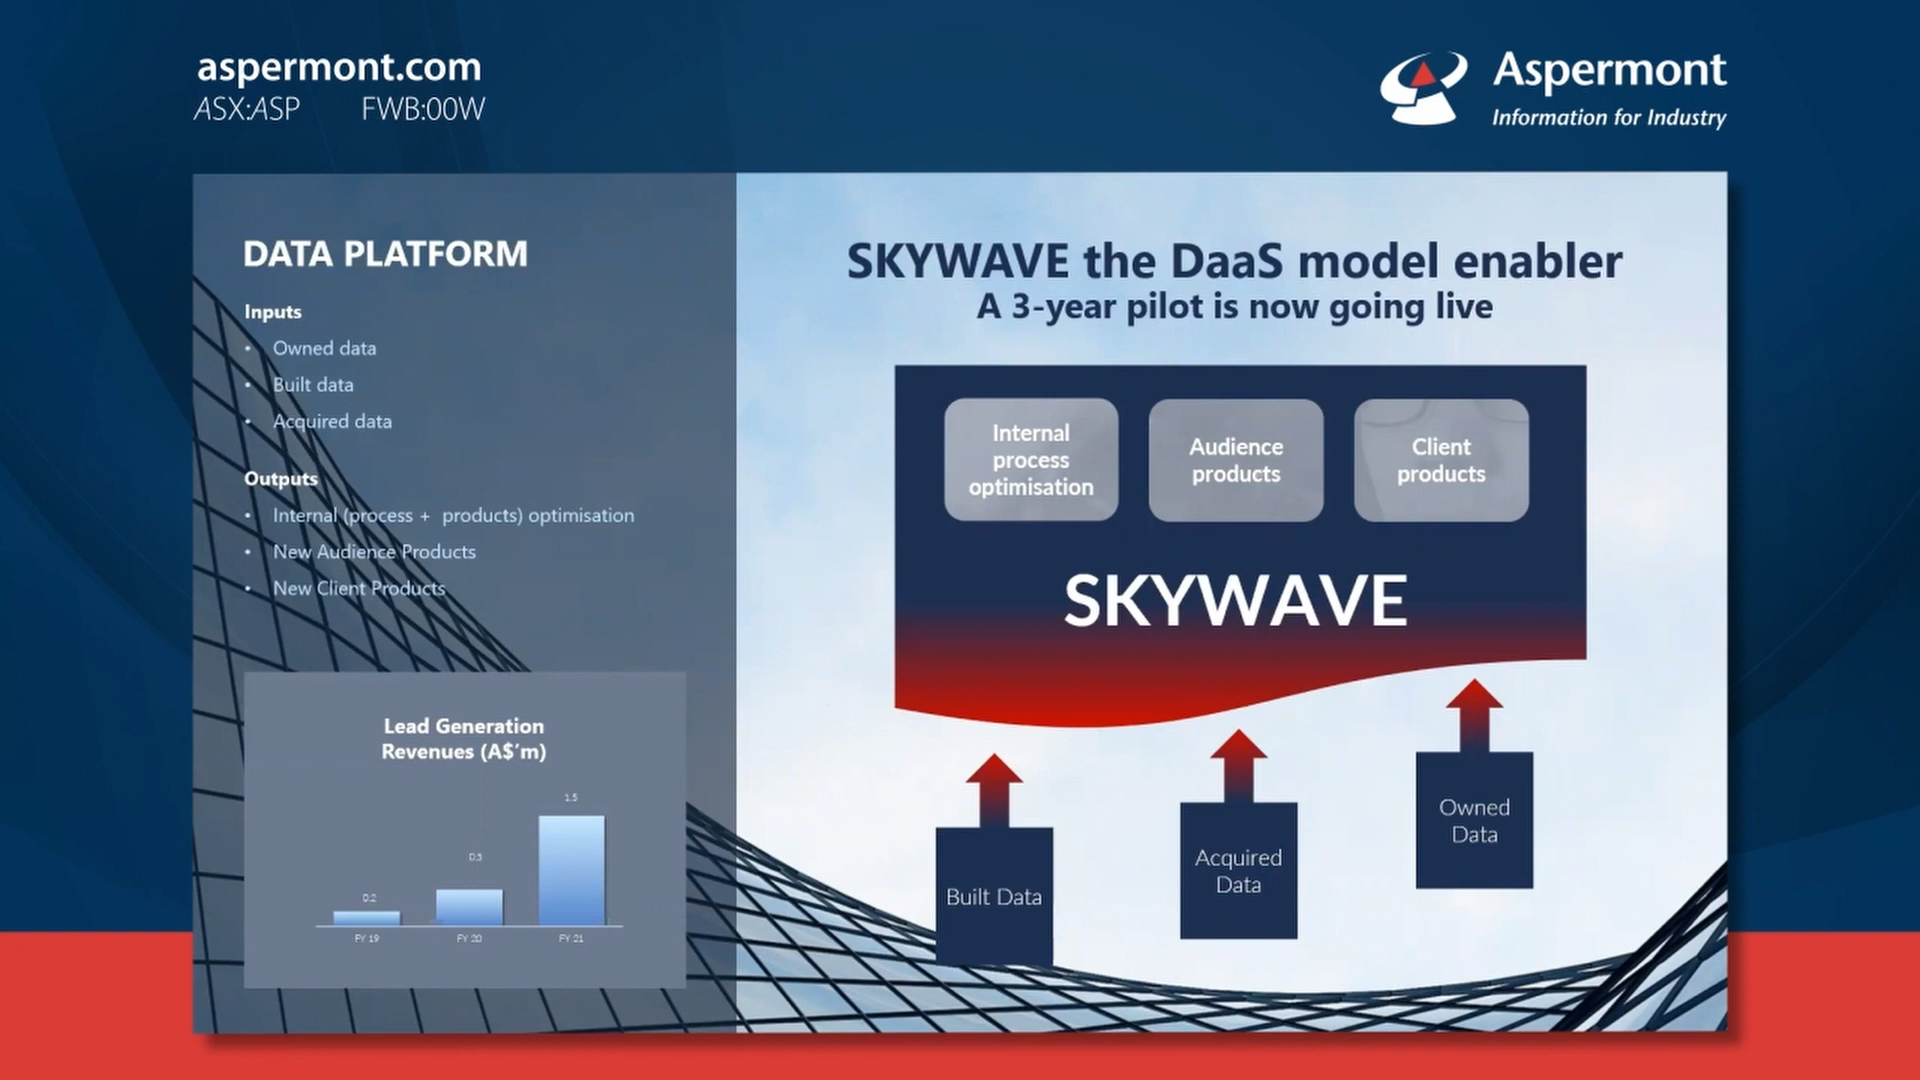 aspermont.com
ASX:ASP FWB:00W
Aspermont
Information for Industry
DATA PLATFORM
Inputs
• Owned data
• Built data
• Acquired data
Outputs
• Internal (process + products) optimisation
• New Audience Products
• New Client Products
Lead Generation
Revenues (A$'m)
1.5
0.5
0.2
FY 19 FY 20 FY 21
SKYWAVE the DaaS model enabler
A 3-year pilot is now going live
Internal
process
optimisation
Audience
products
Client
products
SKYWAVE
Built Data
Acquired
Data
Owned
Data